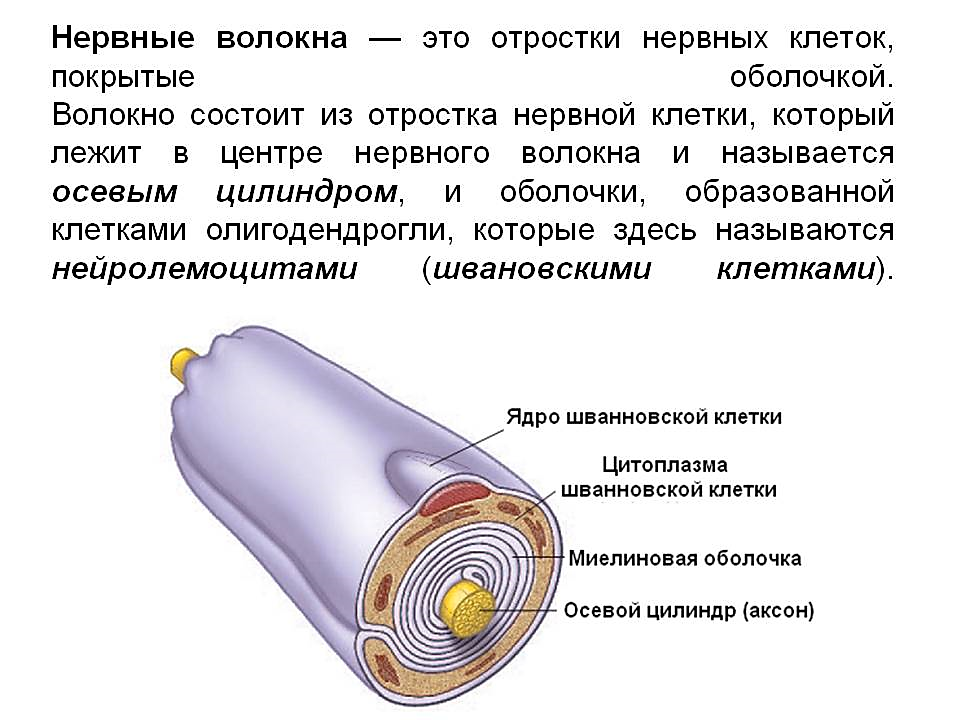 Нервные волокна — это отростки нервных клеток,
покрытые оболочкой.
Волокно состоит из отростка нервной клетки, который
лежит в центре нервного волокна и называется
осевым цилиндром, и оболочки, образованной
клетками олигодендрогли, которые здесь называются
нейролемоцитами (швановскими клетками).
Ядро шванновской клетки
Цитоплазма
шванновской клетки
Миелиновая оболочка
Осевой цилиндр (аксон)